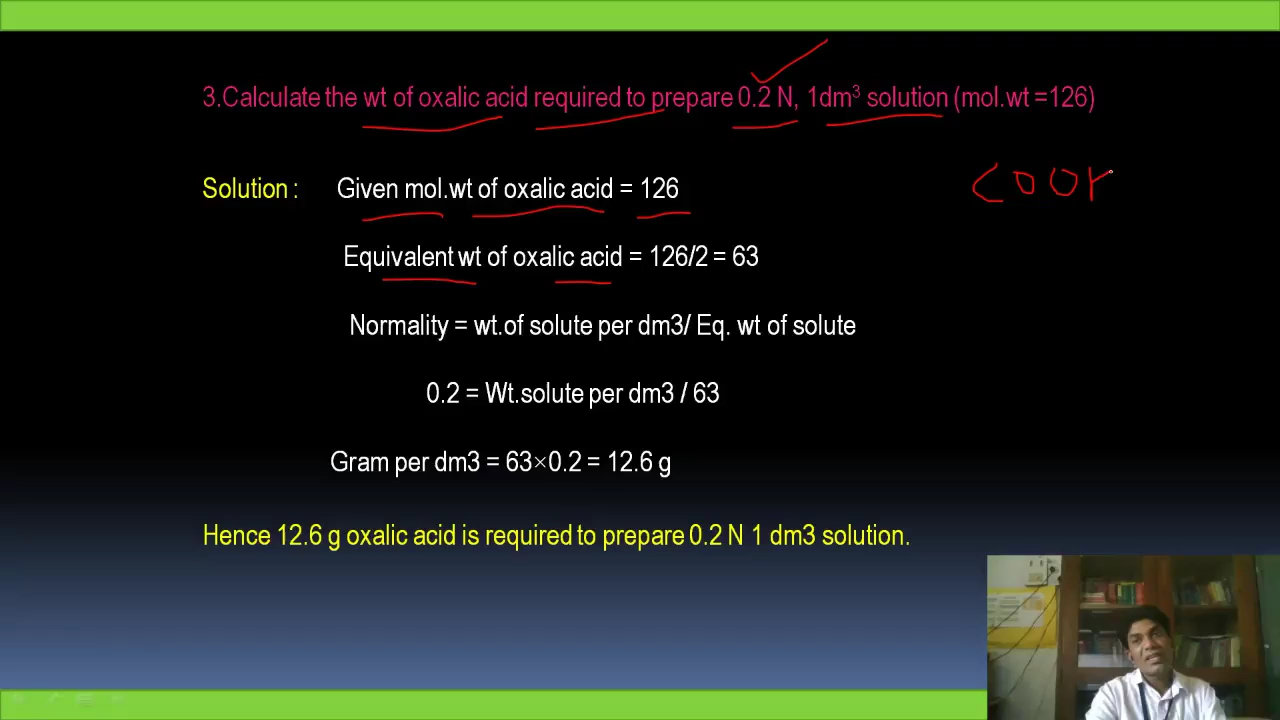 3.Calculate the wt of oxalic acid required to prepare 0.2 N, 1dm³ solution (mol.wt =126)
Solution : Given mol.wt of oxalic acid = 126
COOH
Equivalent wt of oxalic acid = 126/2 = 63
Normality = wt.of solute per dm3/ Eq. wt of solute
0.2 = Wt.solute per dm3 / 63
Gram per dm3 = 63×0.2 = 12.6 g
Hence 12.6 g oxalic acid is required to prepare 0.2 N 1 dm3 solution.